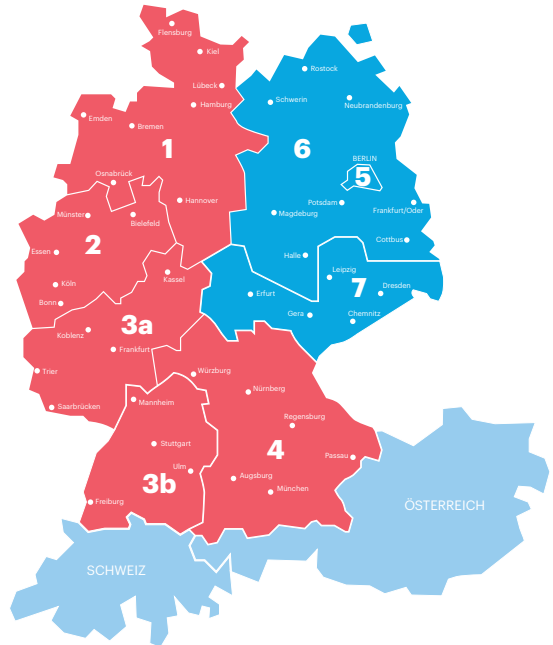 Flensburg
Kiel
Lübeck
Hamburg
Rostock
Schwerin
Neubrandenburg
Emden
Bremen
1
6
BERLIN
5
Osnabrück
Hannover
Potsdam
Frankfurt/Oder
Münster
Bielefeld
Magdeburg
2
Cottbus
Essen
Halle
Kassel
Leipzig
7
Köln
Dresden
Bonn
Erfurt
3a
Gera
Chemnitz
Koblenz
Frankfurt
Trier
Würzburg
Nürnberg
Saarbrücken
Mannheim
Regensburg
Stuttgart
4
Passau
Ulm
3b
Augsburg
München
Freiburg
ÖSTERREICH
SCHWEIZ